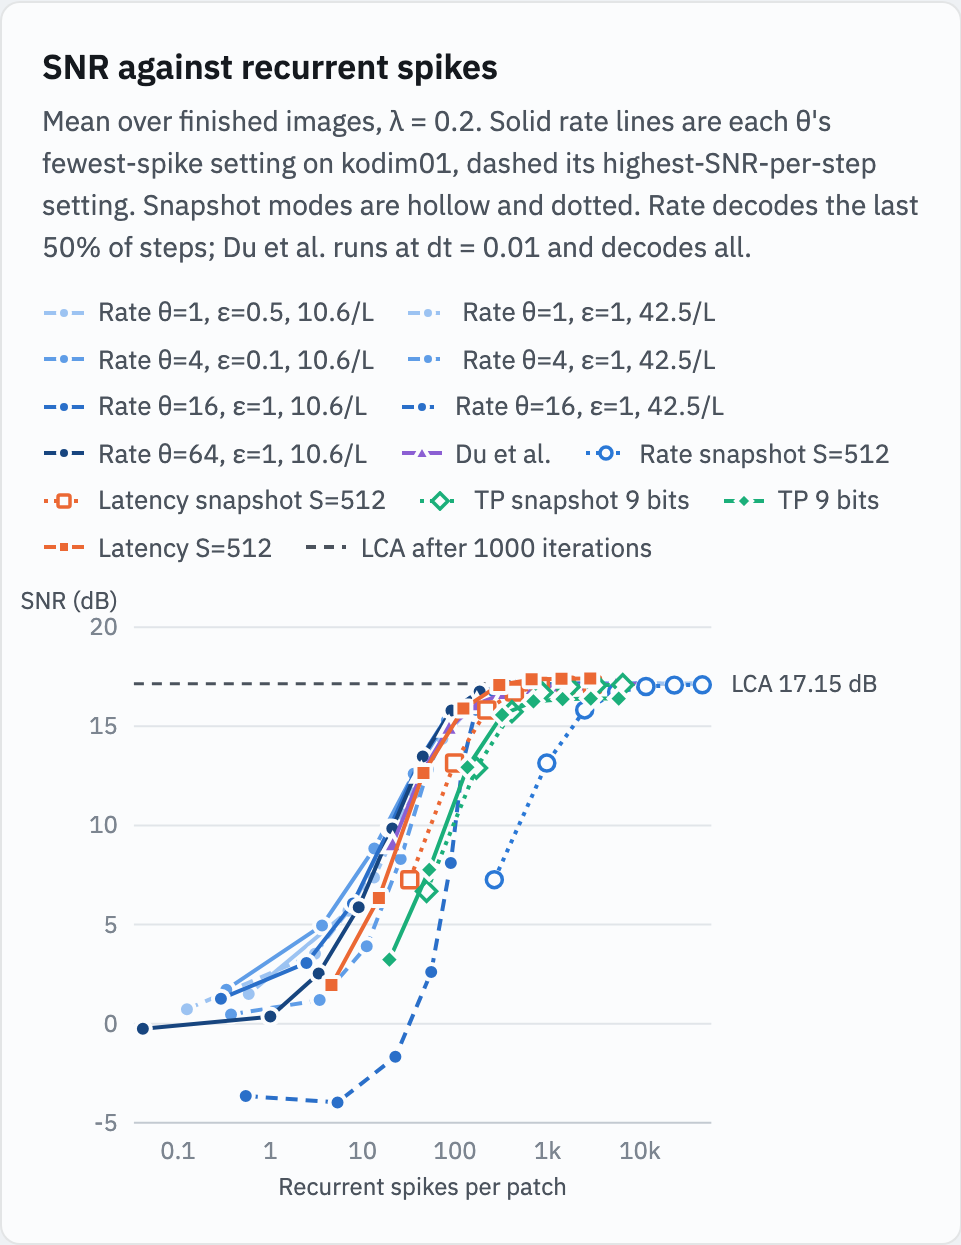 SNR against recurrent spikes
Mean over finished images, λ = 0.2. Solid rate lines are each θ's
fewest-spike setting on kodim01, dashed its highest-SNR-per-step
setting. Snapshot modes are hollow and dotted. Rate decodes the last
50% of steps; Du et al. runs at dt = 0.01 and decodes all.
Rate θ=1, ε=0.5, 10.6/L Rate θ=1, ε=1, 42.5/L
Rate θ=4, ε=0.1, 10.6/L Rate θ=4, ε=1, 42.5/L
Rate θ=16, ε=1, 10.6/L Rate θ=16, ε=1, 42.5/L
Rate θ=64, ε=1, 10.6/L Du et al. Rate snapshot S=512
Latency snapshot S=512 TP snapshot 9 bits TP 9 bits
Latency S=512 LCA after 1000 iterations
SNR (dB)
20
LCA 17.15 dB
15
10
5
0
-5
0.1 1 10 100 1k 10k
Recurrent spikes per patch